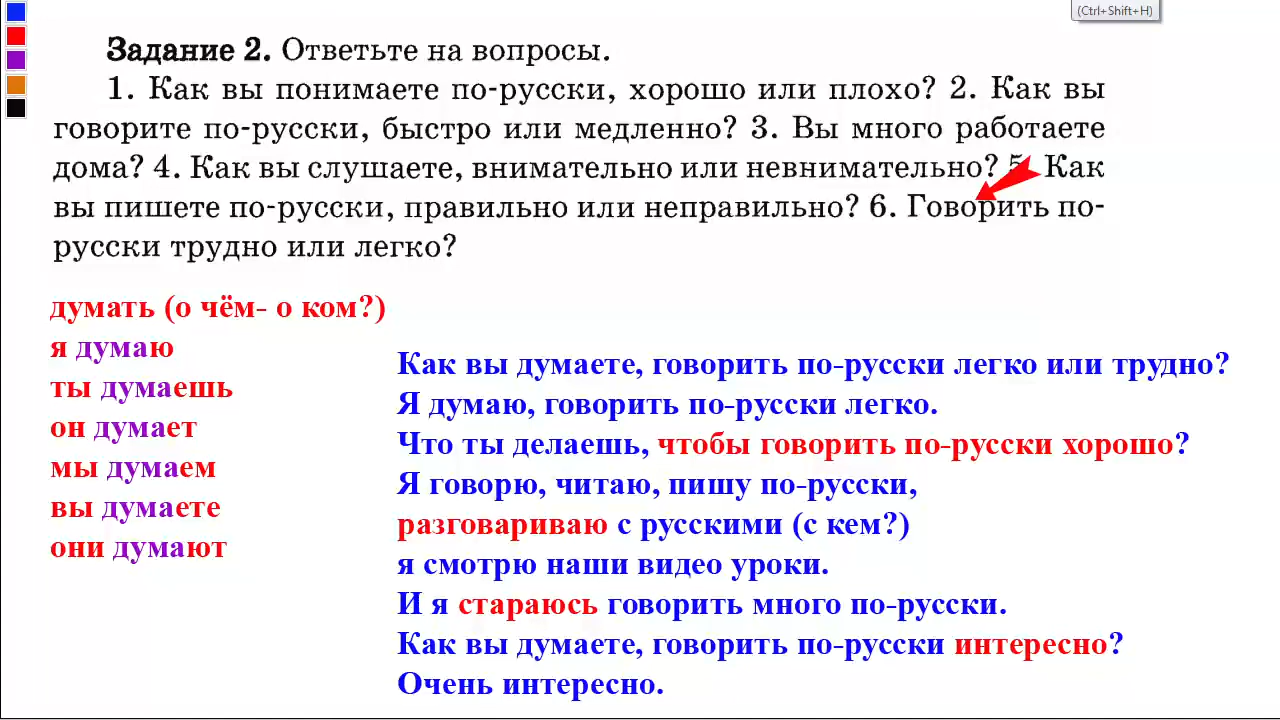 (Ctrl+Shift+H)
Задание 2. Ответьте на вопросы.
1. Как вы понимаете по-русски, хорошо или плохо? 2. Как вы
говорите по-русски, быстро или медленно? 3. Вы много работаете
дома? 4. Как вы слушаете, внимательно или невнимательно? 5. Как
вы пишете по-русски, правильно или неправильно? 6. Говорить по-
русски трудно или легко?
думать (о чём- о ком?)
я думаю
ты думаешь
он думает
мы думаем
вы думаете
они думают
Как вы думаете, говорить по-русски легко или трудно?
Я думаю, говорить по-русски легко.
Что ты делаешь, чтобы говорить по-русски хорошо?
Я говорю, читаю, пишу по-русски,
разговариваю с русскими (с кем?)
я смотрю наши видео уроки.
И я стараюсь говорить много по-русски.
Как вы думаете, говорить по-русски интересно?
Очень интересно.